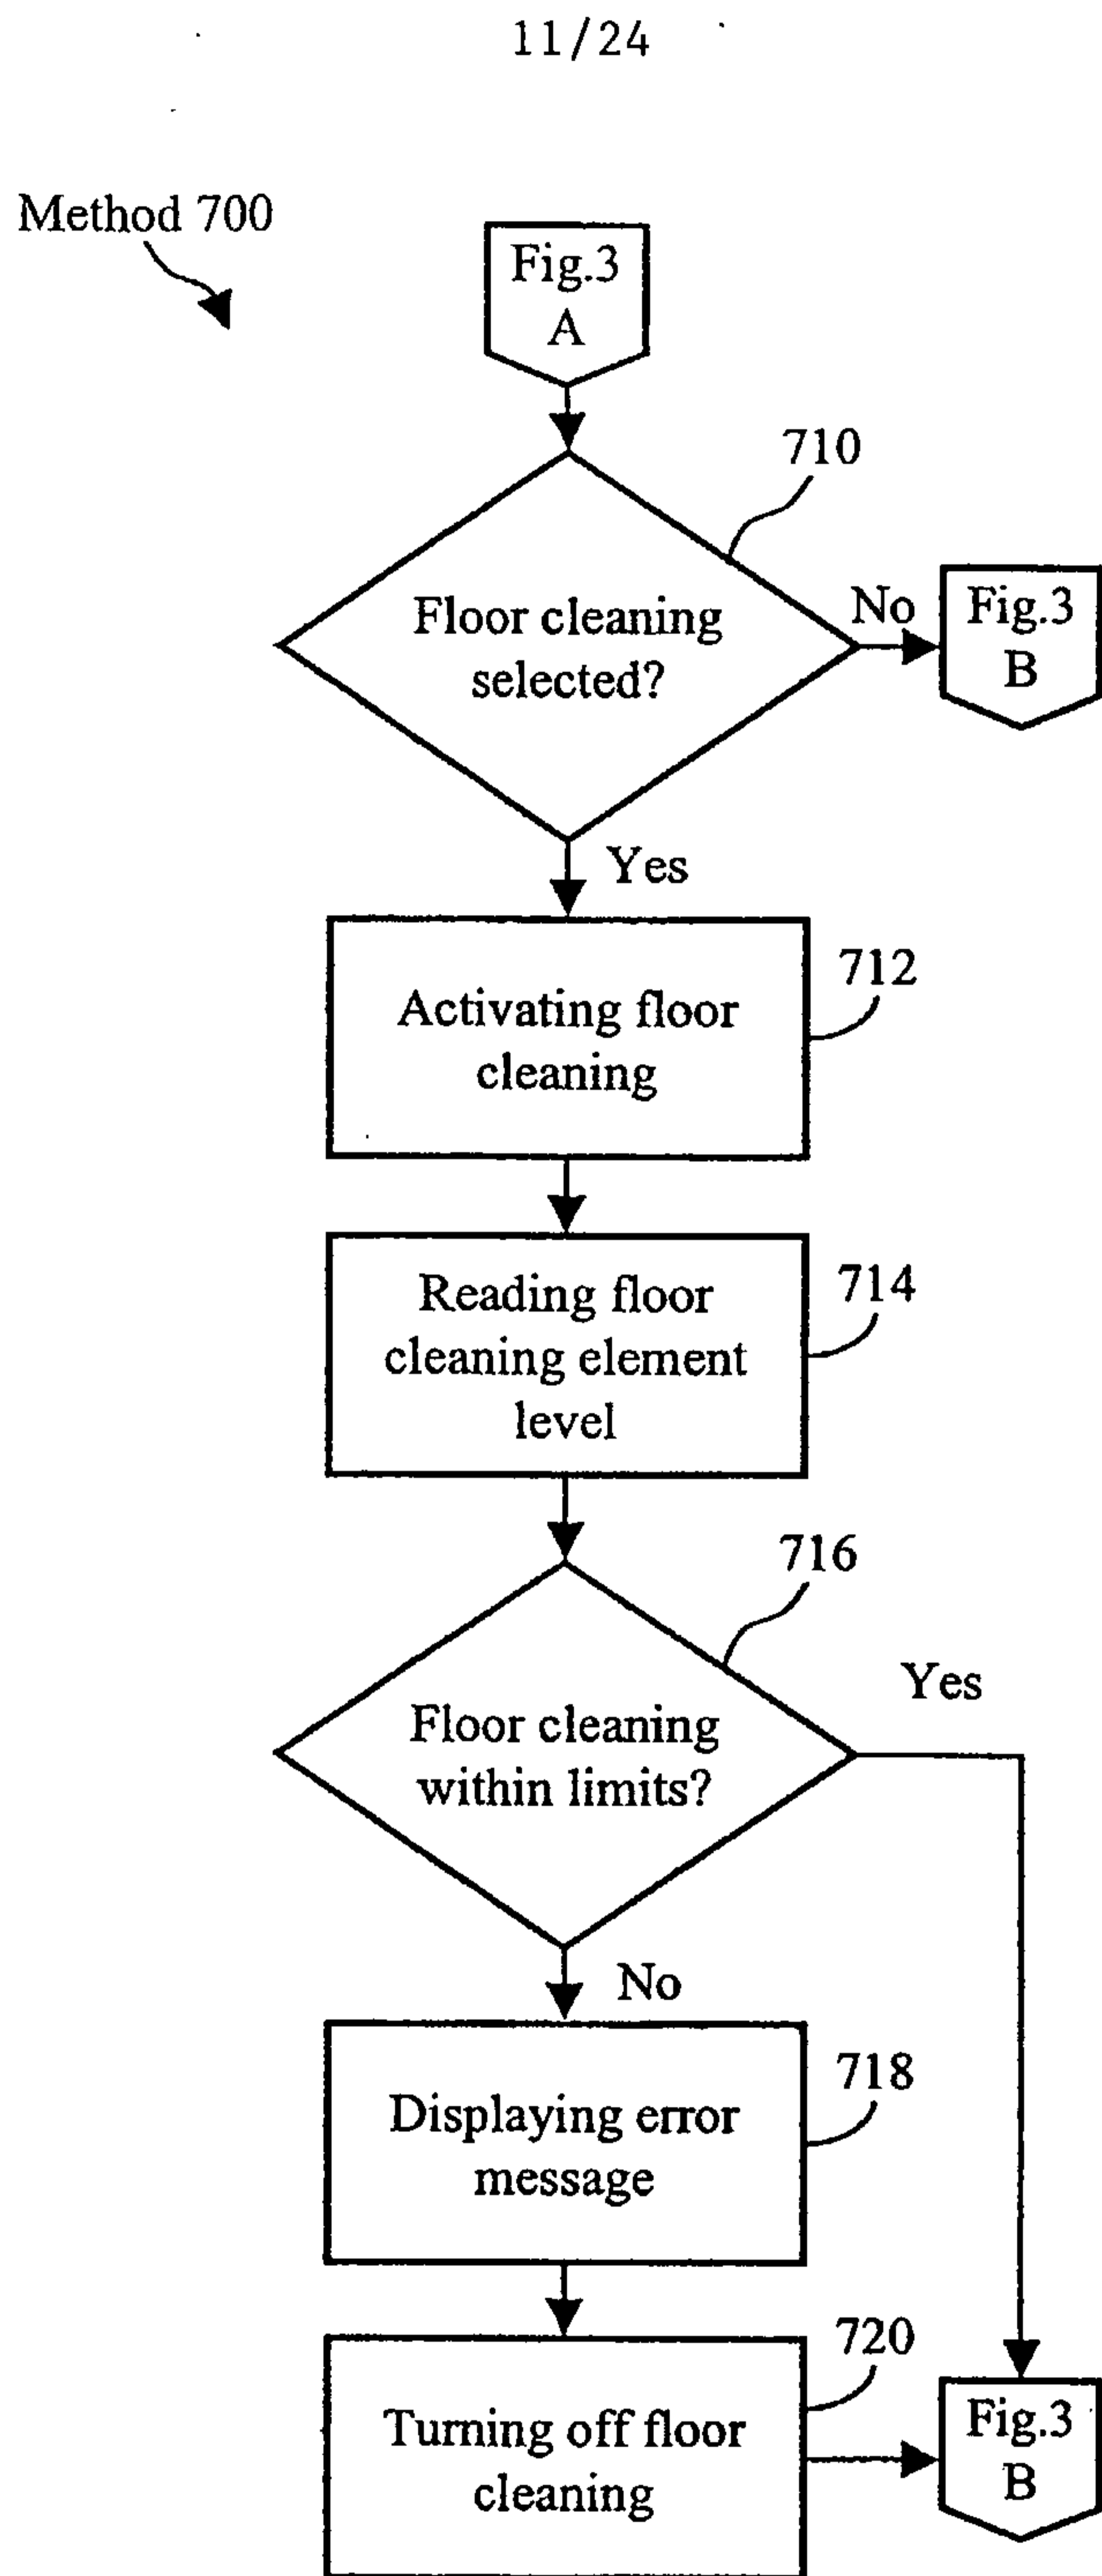 11/24
Method 700
Fig.3
A
710
Floor cleaning
selected?
No
Fig.3
B
Yes
712
Activating floor
cleaning
714
Reading floor
cleaning element
level
716
Yes
Floor cleaning
within limits?
No
718
Displaying error
message
720
Turning off floor
cleaning
Fig.3
B